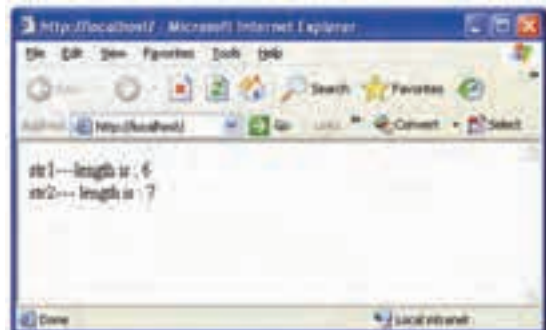 http://localhost/ - Microsoft Internet Explorer
File Edit View Favorites Tools Help
Search Favorites
http://localhost/ Go Links » Convert Select
str1---length is : 6
str2--- length is : 7
Done Local intranet